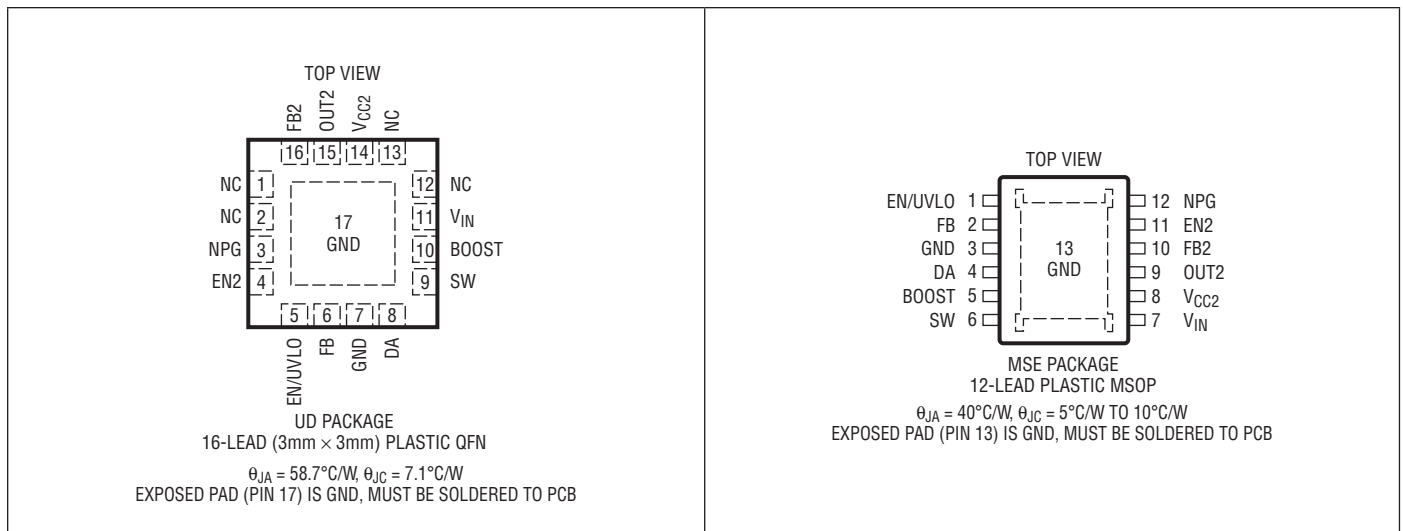 TOP VIEW
FB2 OUT2 VCC2 NC
16 15 14 13
NC 1 12 NC
NC 2 11 VIN
NPG 3 10 BOOST
EN2 4 9 SW
17
GND
5 6 7 8
EN/UVLO FB GND DA
UD PACKAGE
16-LEAD (3mm × 3mm) PLASTIC QFN
θJA = 58.7°C/W, θJC = 7.1°C/W
EXPOSED PAD (PIN 17) IS GND, MUST BE SOLDERED TO PCB
TOP VIEW
EN/UVLO 1 12 NPG
FB 2 11 EN2
GND 3 10 FB2
DA 4 9 OUT2
BOOST 5 8 VCC2
SW 6 7 VIN
13
GND
MSE PACKAGE
12-LEAD PLASTIC MSOP
θJA = 40°C/W, θJC = 5°C/W TO 10°C/W
EXPOSED PAD (PIN 13) IS GND, MUST BE SOLDERED TO PCB